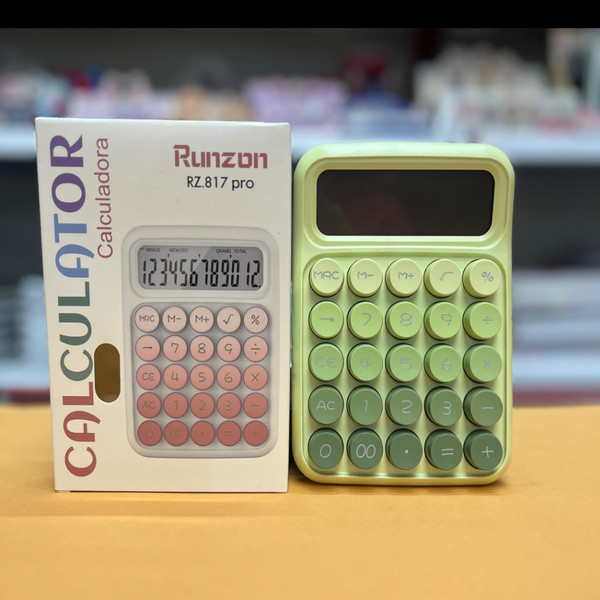 CALCULATOR
Calculadora
Runzon
RZ.817 pro
MINUS MEMORY GRAND TOTAL
123456789012.
MRC M- M+ √ %
→ 7 8 9 ÷
CE 4 5 6 X
AC 1 2 3 -
0 00 · = +
MRC M- M+ √ %
→ 7 8 9 ÷
CE 4 5 6 ×
AC 1 2 3 -
0 00 · = +